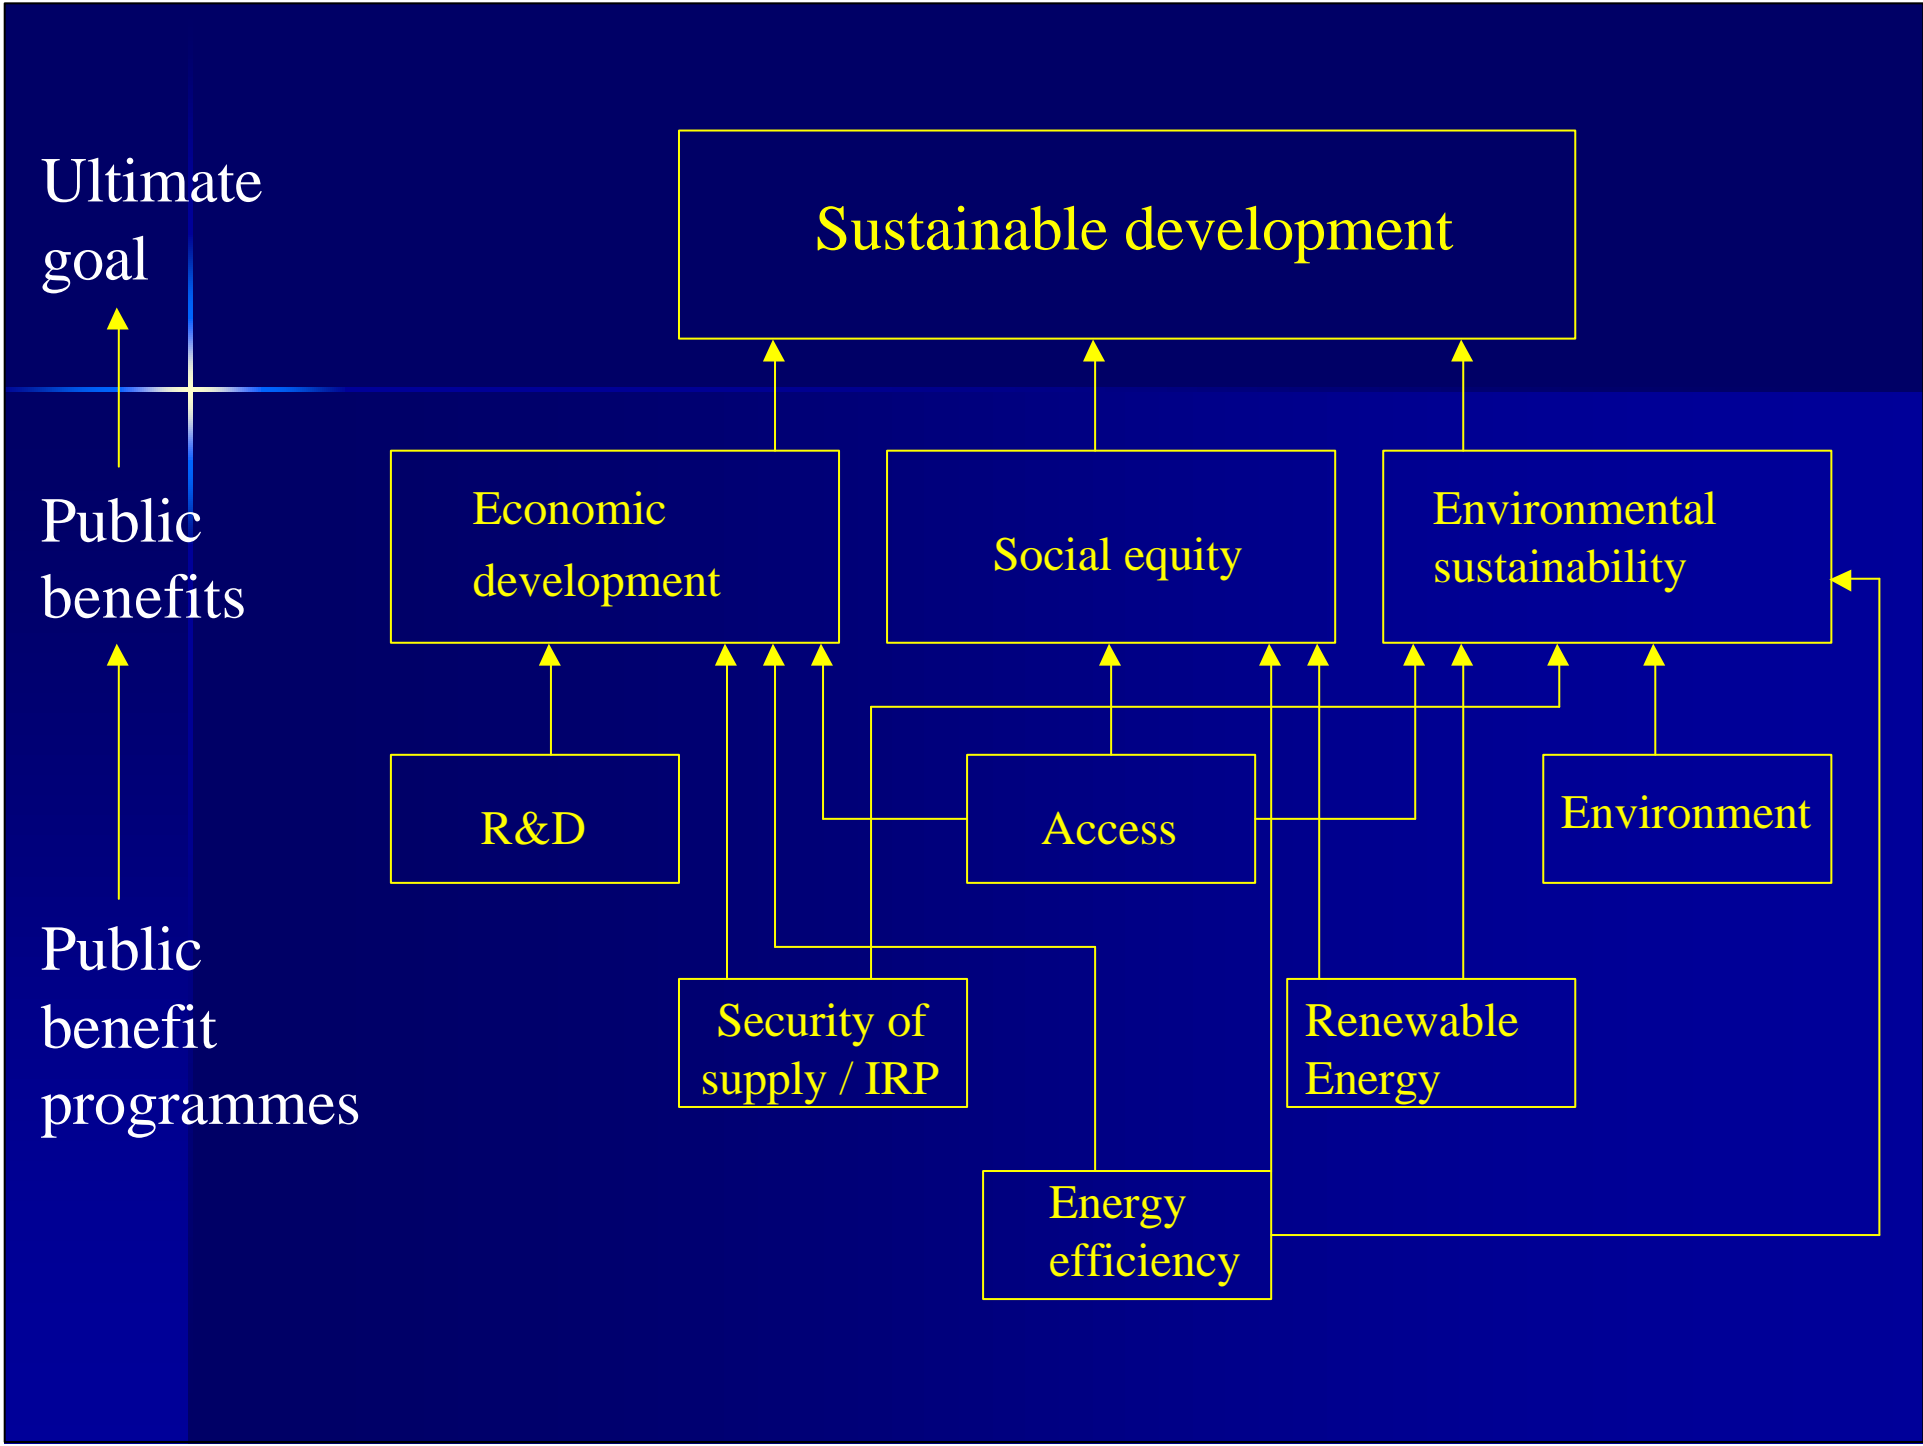 Ultimate
goal
Sustainable development
Public
benefits
Economic
development
Social equity
Environmental
sustainability
R&D
Access
Environment
Public
benefit
programmes
Security of
supply / IRP
Renewable
Energy
Energy
efficiency